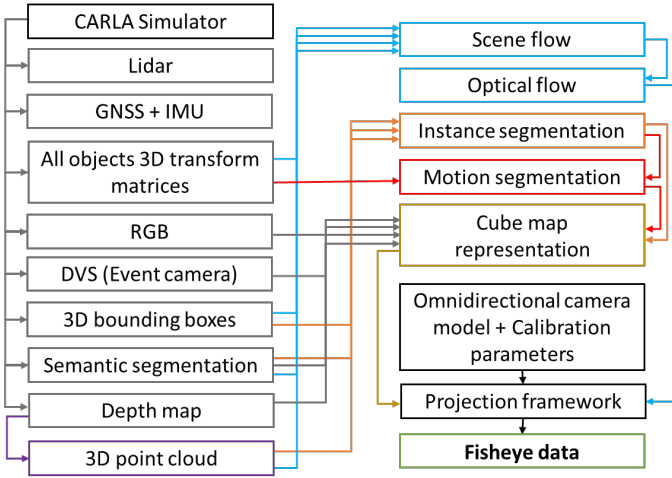 CARLA Simulator
Lidar
GNSS + IMU
All objects 3D transform
matrices
RGB
DVS (Event camera)
3D bounding boxes
Semantic segmentation
Depth map
3D point cloud
Scene flow
Optical flow
Instance segmentation
Motion segmentation
Cube map
representation
Omnidirectional camera
model + Calibration
parameters
Projection framework
Fisheye data